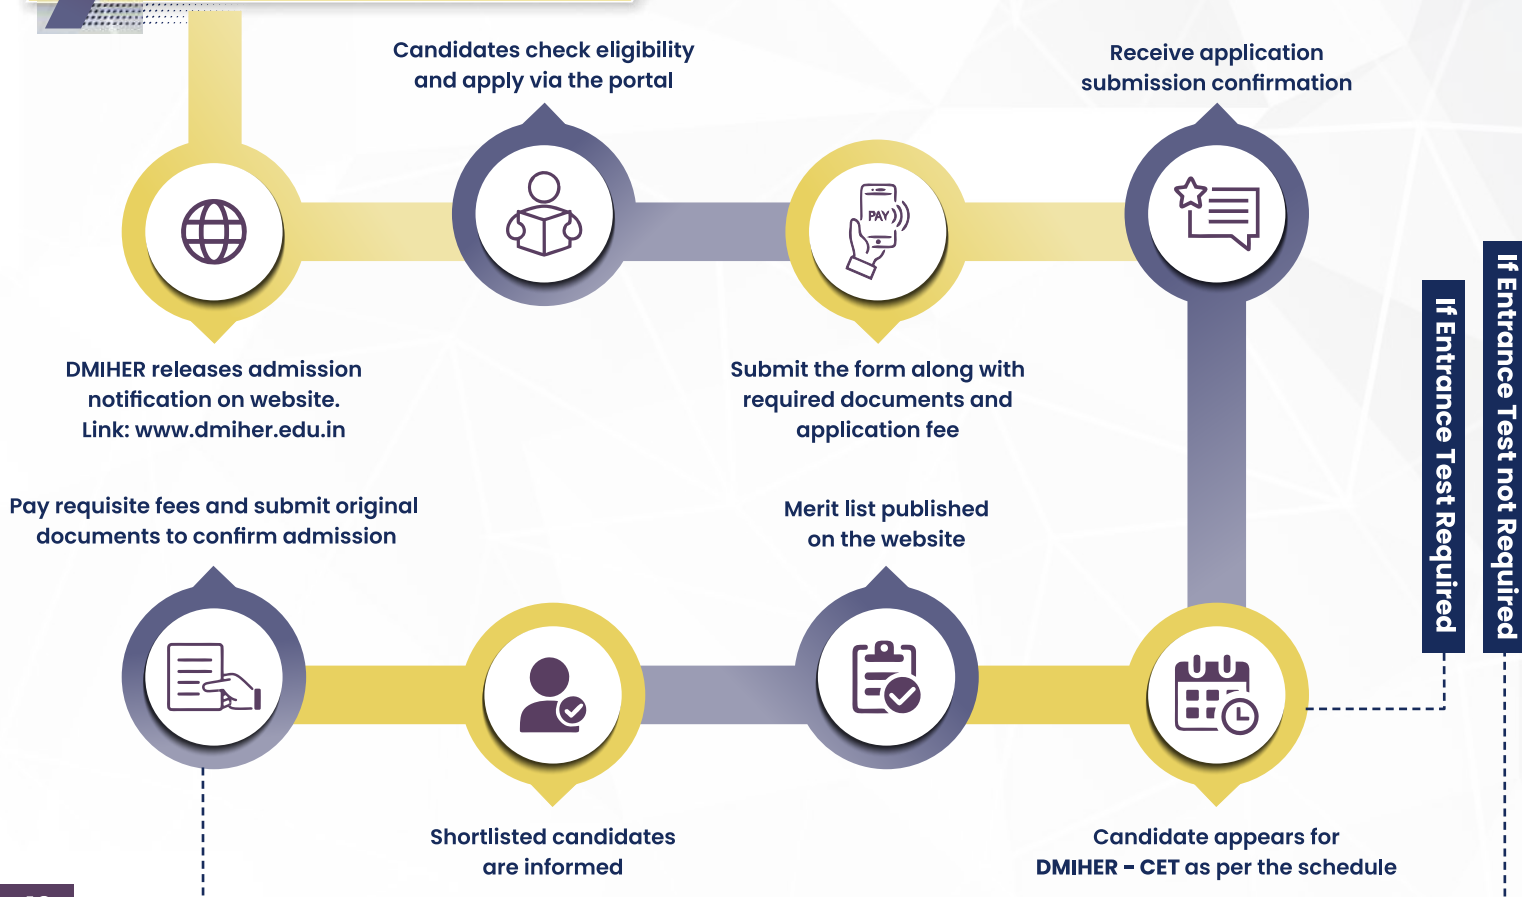 Candidates check eligibility
and apply via the portal
Receive application
submission confirmation
PAY
DMIHER releases admission
notification on website.
Link: www.dmiher.edu.in
Submit the form along with
required documents and
application fee
If Entrance Test Required
If Entrance Test not Required
Pay requisite fees and submit original
documents to confirm admission
Merit list published
on the website
Shortlisted candidates
are informed
Candidate appears for
DMIHER - CET as per the schedule